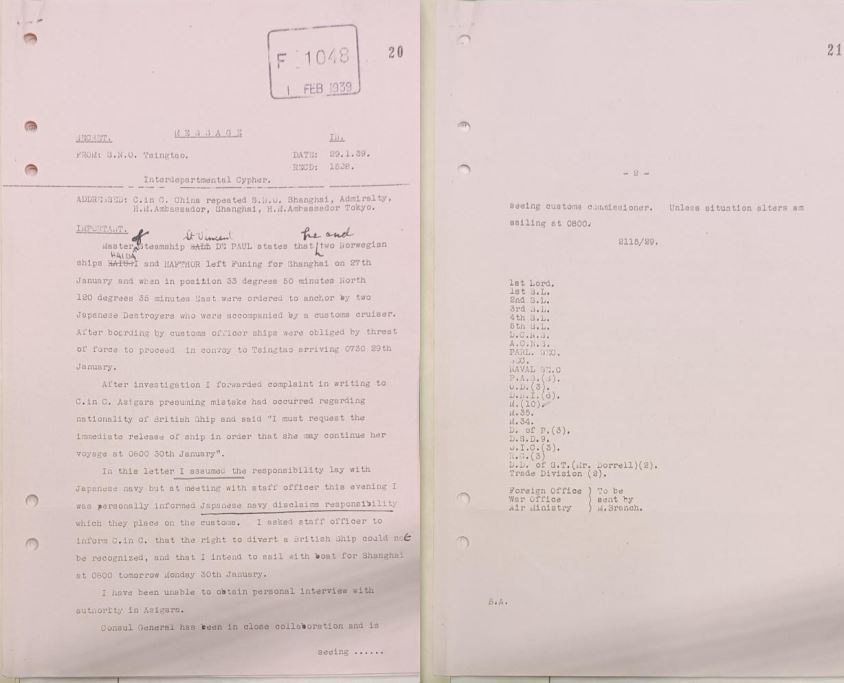 F 1048
1 FEB 1939
20
MESSAGE
SECRET. IN.
FROM: S.N.O. Tsingtao. DATE: 29.1.39.
RECD: 1528.
Interdepartmental Cypher.
ADDRESSED: C.in C. China repeated S.N.O. Shanghai, Admiralty,
H.M.Ambassador, Shanghai, H.M.Ambassador Tokyo.
IMPORTANT.
of St Vincent he and
Master Steamship DE PAUL states that two Norwegian
HAIDA
ships and HAFTHOR left Funing for Shanghai on 27th
January and when in position 33 degrees 50 minutes North
120 degrees 35 minutes East were ordered to anchor by two
Japanese Destroyers who were accompanied by a customs cruiser.
After boarding by customs officer ships were obliged by threat
of force to proceed in convoy to Tsingtao arriving 0730 29th
January.
After investigation I forwarded complaint in writing to
C.in C. Asigara presuming mistake had occurred regarding
nationality of British Ship and said "I must request the
immediate release of ship in order that she may continue her
voyage at 0800 30th January".
In this letter I assumed the responsibility lay with
Japanese navy but at meeting with staff officer this evening I
was personally informed Japanese navy disclaims responsibility
which they place on the customs. I asked staff officer to
inform C.in C. that the right to divert a British Ship could not
be recognized, and that I intend to sail with boat for Shanghai
at 0800 tomorrow Monday 30th January.
I have been unable to obtain personal interview with
authority in Asigara.
Consul General has been in close collaboration and is
seeing ......
21
- 2 -
seeing customs commissioner. Unless situation alters am
sailing at 0800.
2115/29.
1st Lord.
1st S.L.
2nd S.L.
3rd S.L.
4th S.L.
5th S.L.
D.C.N.S.
A.C.N.S.
PARL. SEC.
SEC.
NAVAL SEC
P.A.S.(S).
O.D.(3).
D.N.I.(6).
M.(10).
M.35.
M.34.
D. of P.(3).
D.S.D.9.
O.I.C.(3).
R.C.(3)
D.D. of S.T.(Mr. Dorrell)(2).
Trade Division (2).
Foreign Office ) To be
War Office ) sent by
Air Ministry ) M.Branch.
S.A.